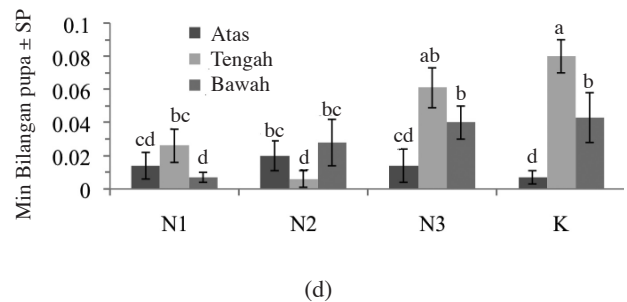 Min Bilangan pupa ± SP
0.1
0.08
0.06
0.04
0.02
0
Atas
Tengah
Bawah
cd
bc
d
bc
d
bc
cd
ab
b
d
a
b
N1
N2
N3
K
(d)